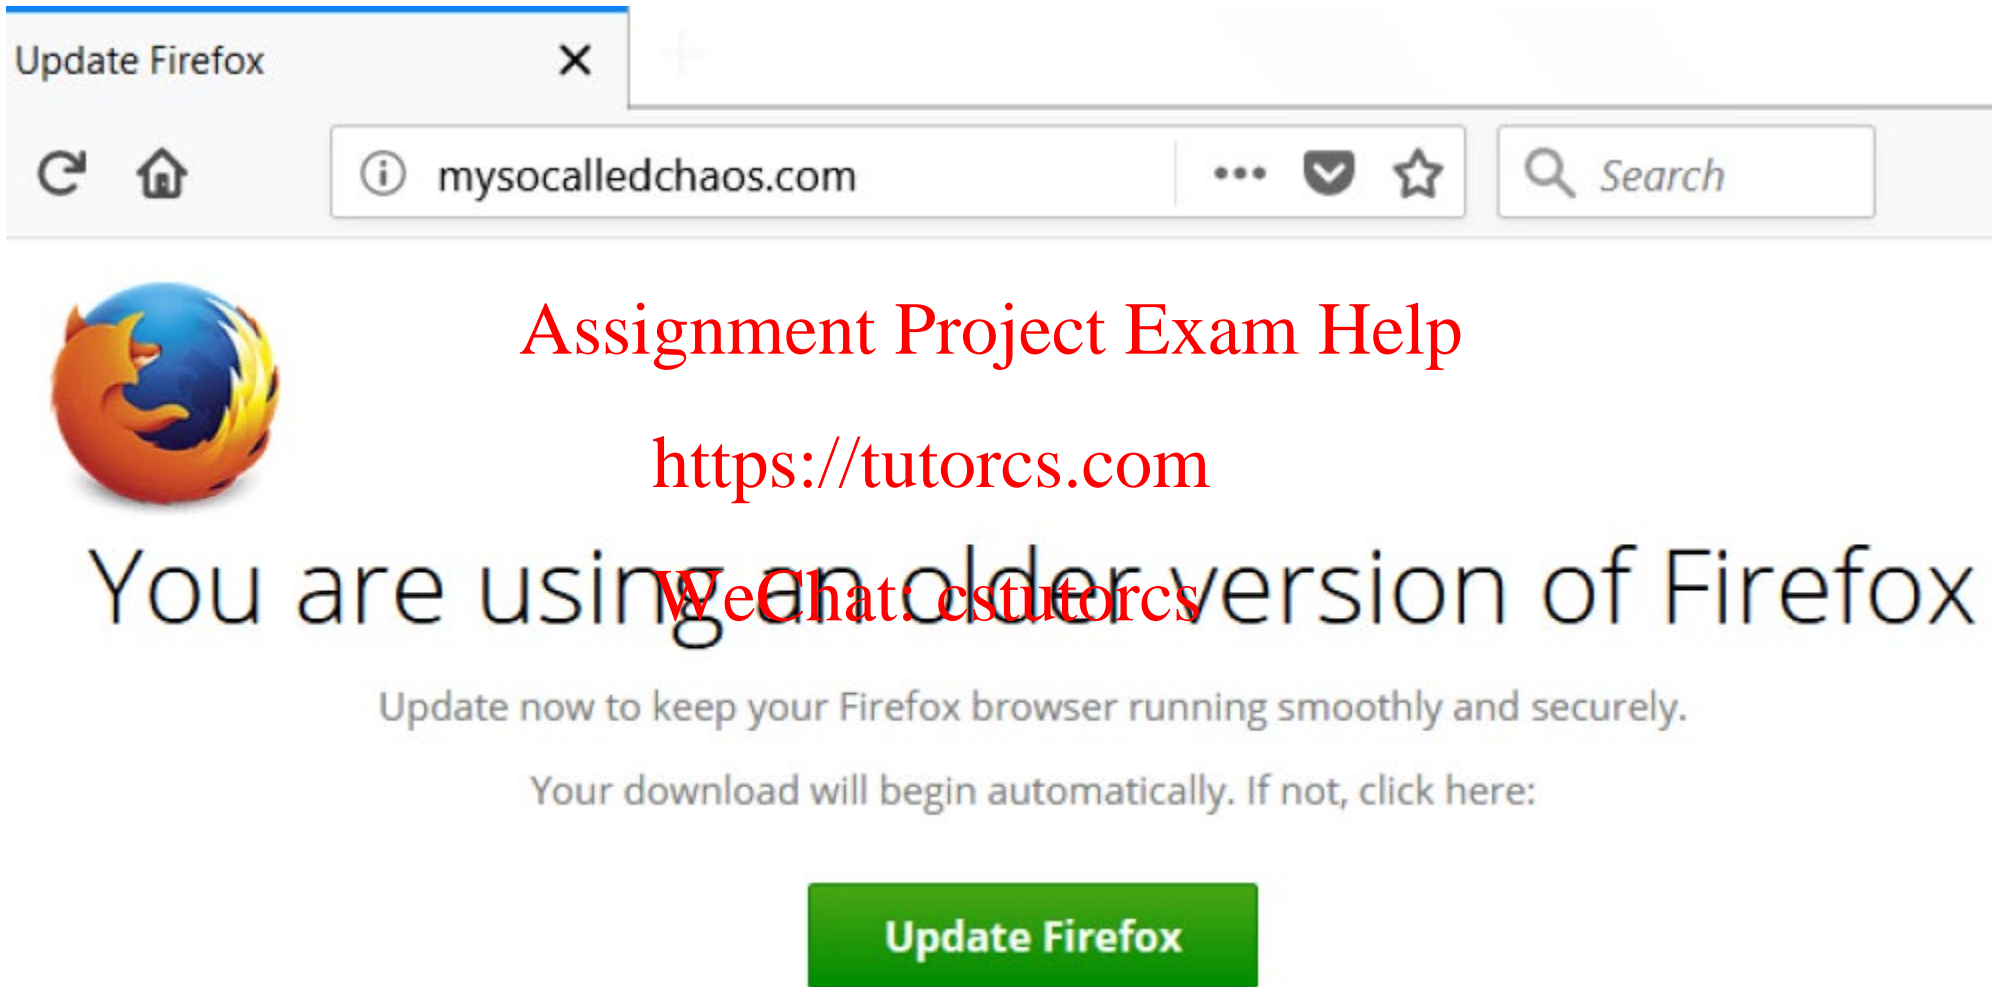 Update Firefox
mysocalledchaos.com
Search
Assignment Project Exam Help
https://tutorcs.com
You are using an older version of Firefox
WeChat: cstutorcs
Update now to keep your Firefox browser running smoothly and securely.
Your download will begin automatically. If not, click here:
Update Firefox